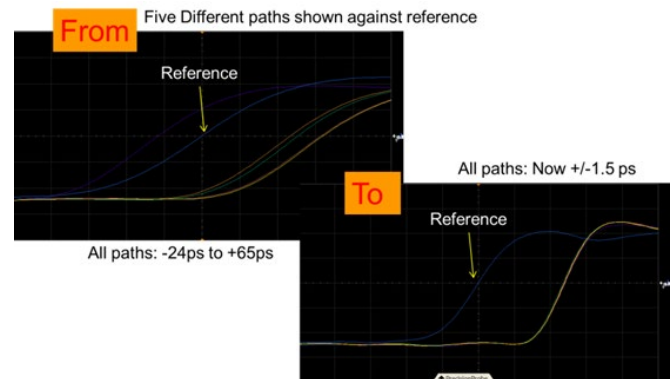 Five Different paths shown against reference
From
Reference
All paths: Now +/-1.5 ps
To
Reference
All paths: -24ps to +65ps